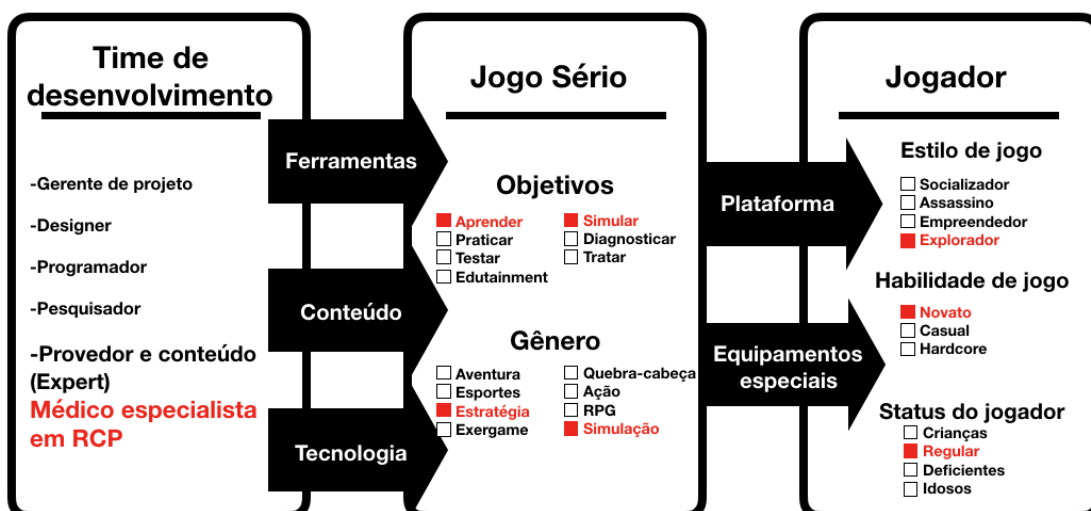 Time de
desenvolvimento
-Gerente de projeto
-Designer
-Programador
-Pesquisador
-Provedor e conteúdo
(Expert)
Médico especialista
em RCP
Ferramentas
Conteúdo
Tecnologia
Jogo Sério
Objetivos
Aprender
Praticar
Testar
Edutainment
Simular
Diagnosticar
Tratar
Gênero
Aventura
Esportes
Estratégia
Exergame
Quebra-cabeça
Ação
RPG
Simulação
Plataforma
Equipamentos
especiais
Jogador
Estilo de jogo
Socializador
Assassino
Empreendedor
Explorador
Habilidade de jogo
Novato
Casual
Hardcore
Status do jogador
Crianças
Regular
Deficientes
Idosos